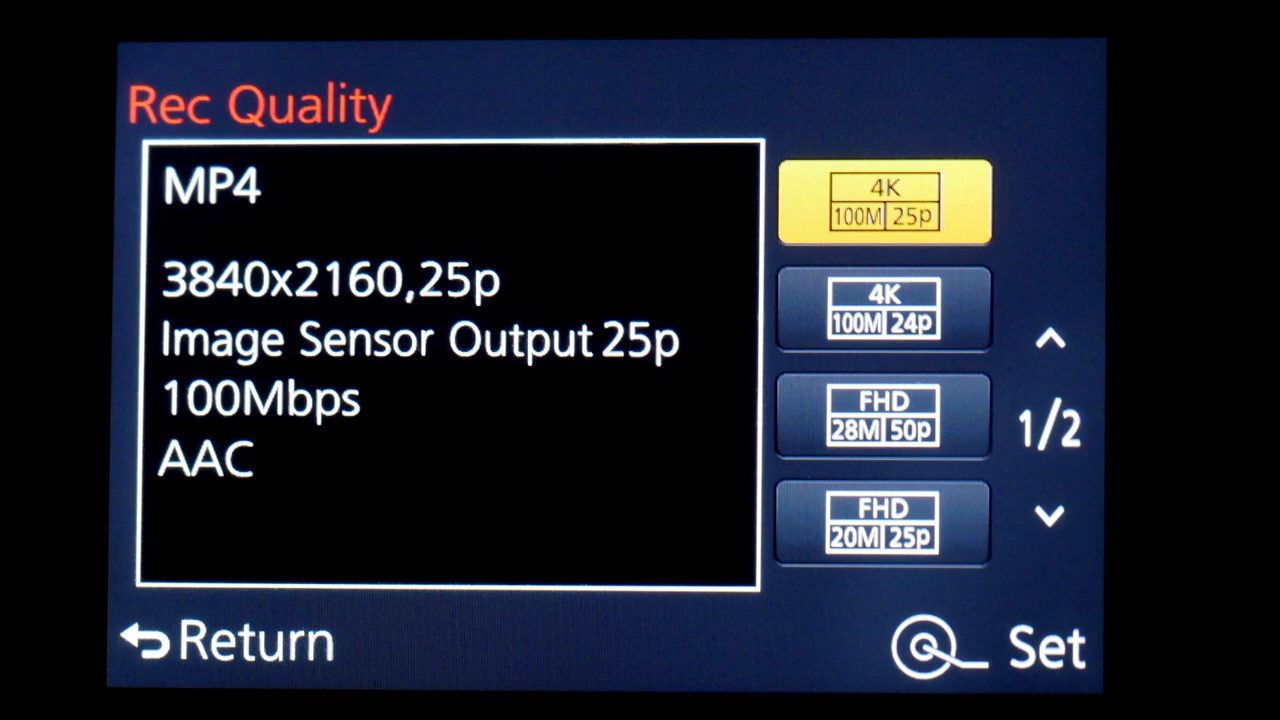 Rec Quality
MP4
3840x2160,25p
Image Sensor Output 25p
100Mbps
AAC
4K
100M 25p
4K
100M 24p
FHD
28M 50p
FHD
20M 25p
1/2
Return
Set